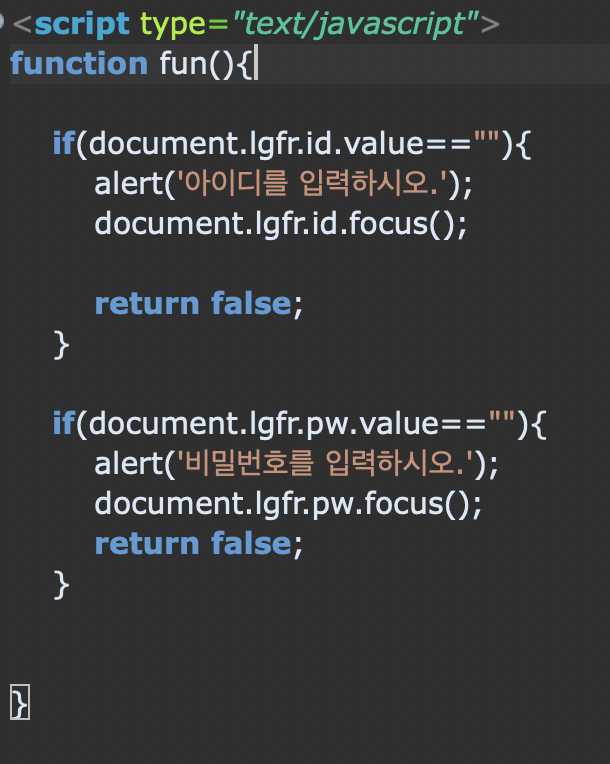 <script type="text/javascript">
function fun(){
if(document.lgfr.id.value==""){
alert('아이디를 입력하시오.');
document.lgfr.id.focus();
return false;
}
if(document.lgfr.pw.value==""){
alert('비밀번호를 입력하시오.');
document.lgfr.pw.focus();
return false;
}
}